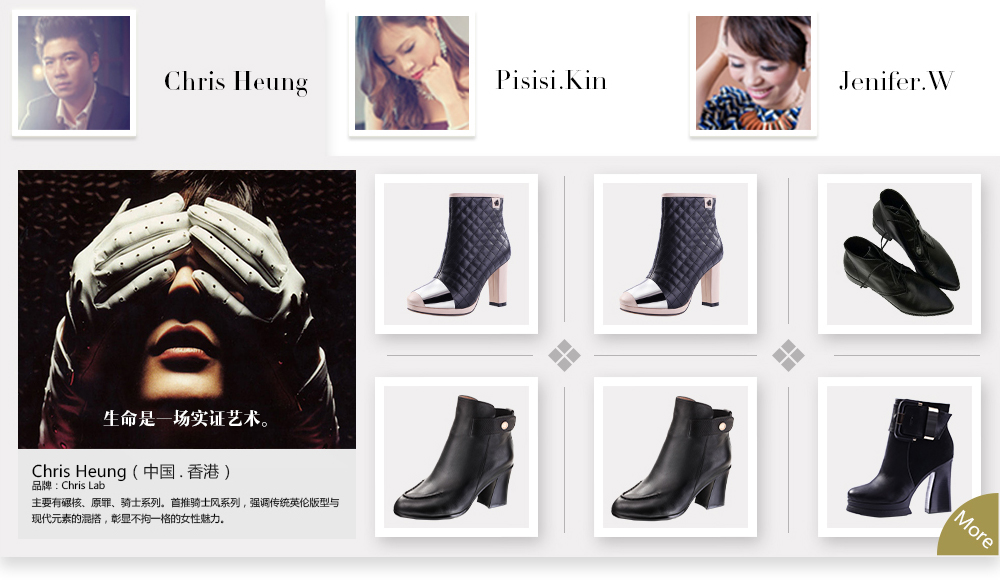 Chris Heung
Pisisi.Kin
Jenifer.W
生命是一场实证艺术。
Chris Heung ( 中国 . 香港 )
品牌：Chris Lab
主要有碾核、原罪、骑士系列。首推骑士风系列，强调传统英伦版型与
现代元素的混搭，彰显不拘一格的女性魅力。
More